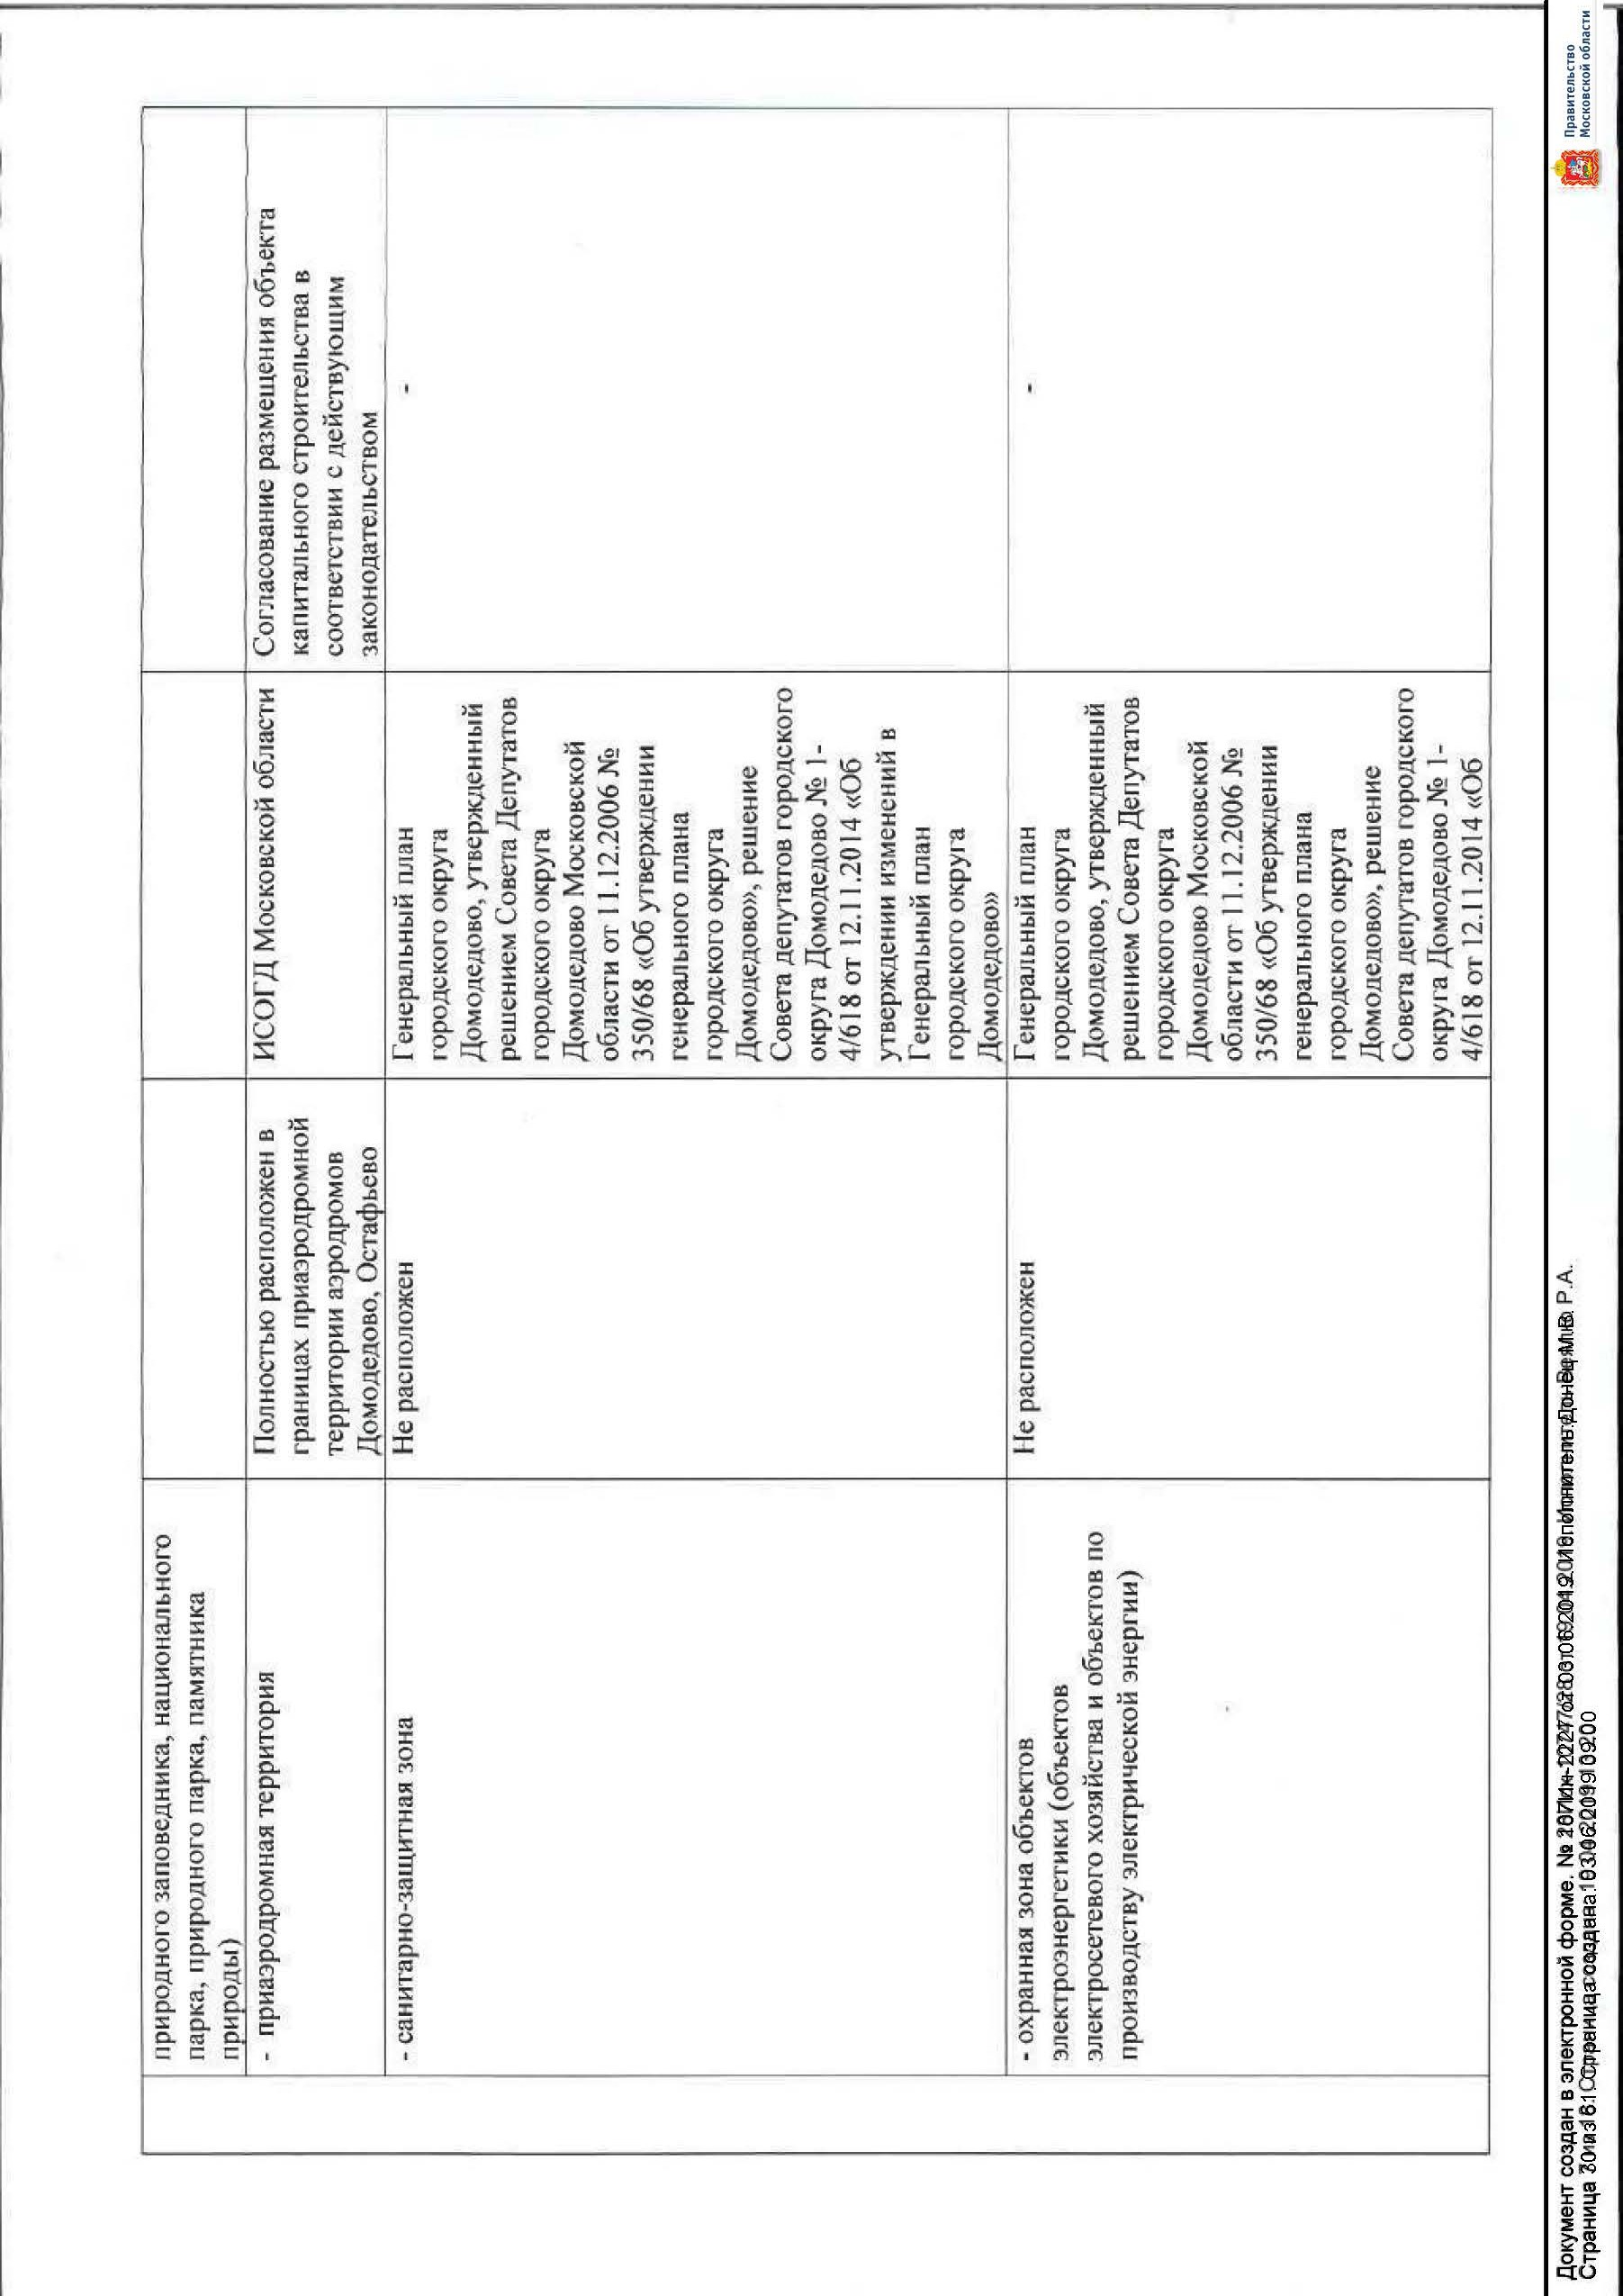 природного заповедника, национального
парка, природного парка, памятника
природы)
- приаэродромная территория
Полностью расположен в
границах приаэродромной
территории аэродромов
Домодедово, Остафьево
ИСОГД Московской области
Согласование размещения объекта
капитального строительства в
соответствии с действующим
законодательством
- санитарно-защитная зона
Не расположен
Генеральный план
городского округа
Домодедово, утвержденный
решением Совета Депутатов
городского округа
Домодедово Московской
области от 11.12.2006 №
350/68 «Об утверждении
генерального плана
городского округа
Домодедово», решение
Совета депутатов городского
округа Домодедово № 1-
4/618 от 12.11.2014 «Об
утверждении изменений в
Генеральный план
городского округа
Домодедово»
-
- охранная зона объектов
электроэнергетики (объектов
электросетевого хозяйства и объектов по
производству электрической энергии)
Не расположен
Генеральный план
городского округа
Домодедово, утвержденный
решением Совета Депутатов
городского округа
Домодедово Московской
области от 11.12.2006 №
350/68 «Об утверждении
генерального плана
городского округа
Домодедово», решение
Совета депутатов городского
округа Домодедово № 1-
4/618 от 12.11.2014 «Об
-
Документ создан в электронной форме. №
Страница
Правительство
Московской области